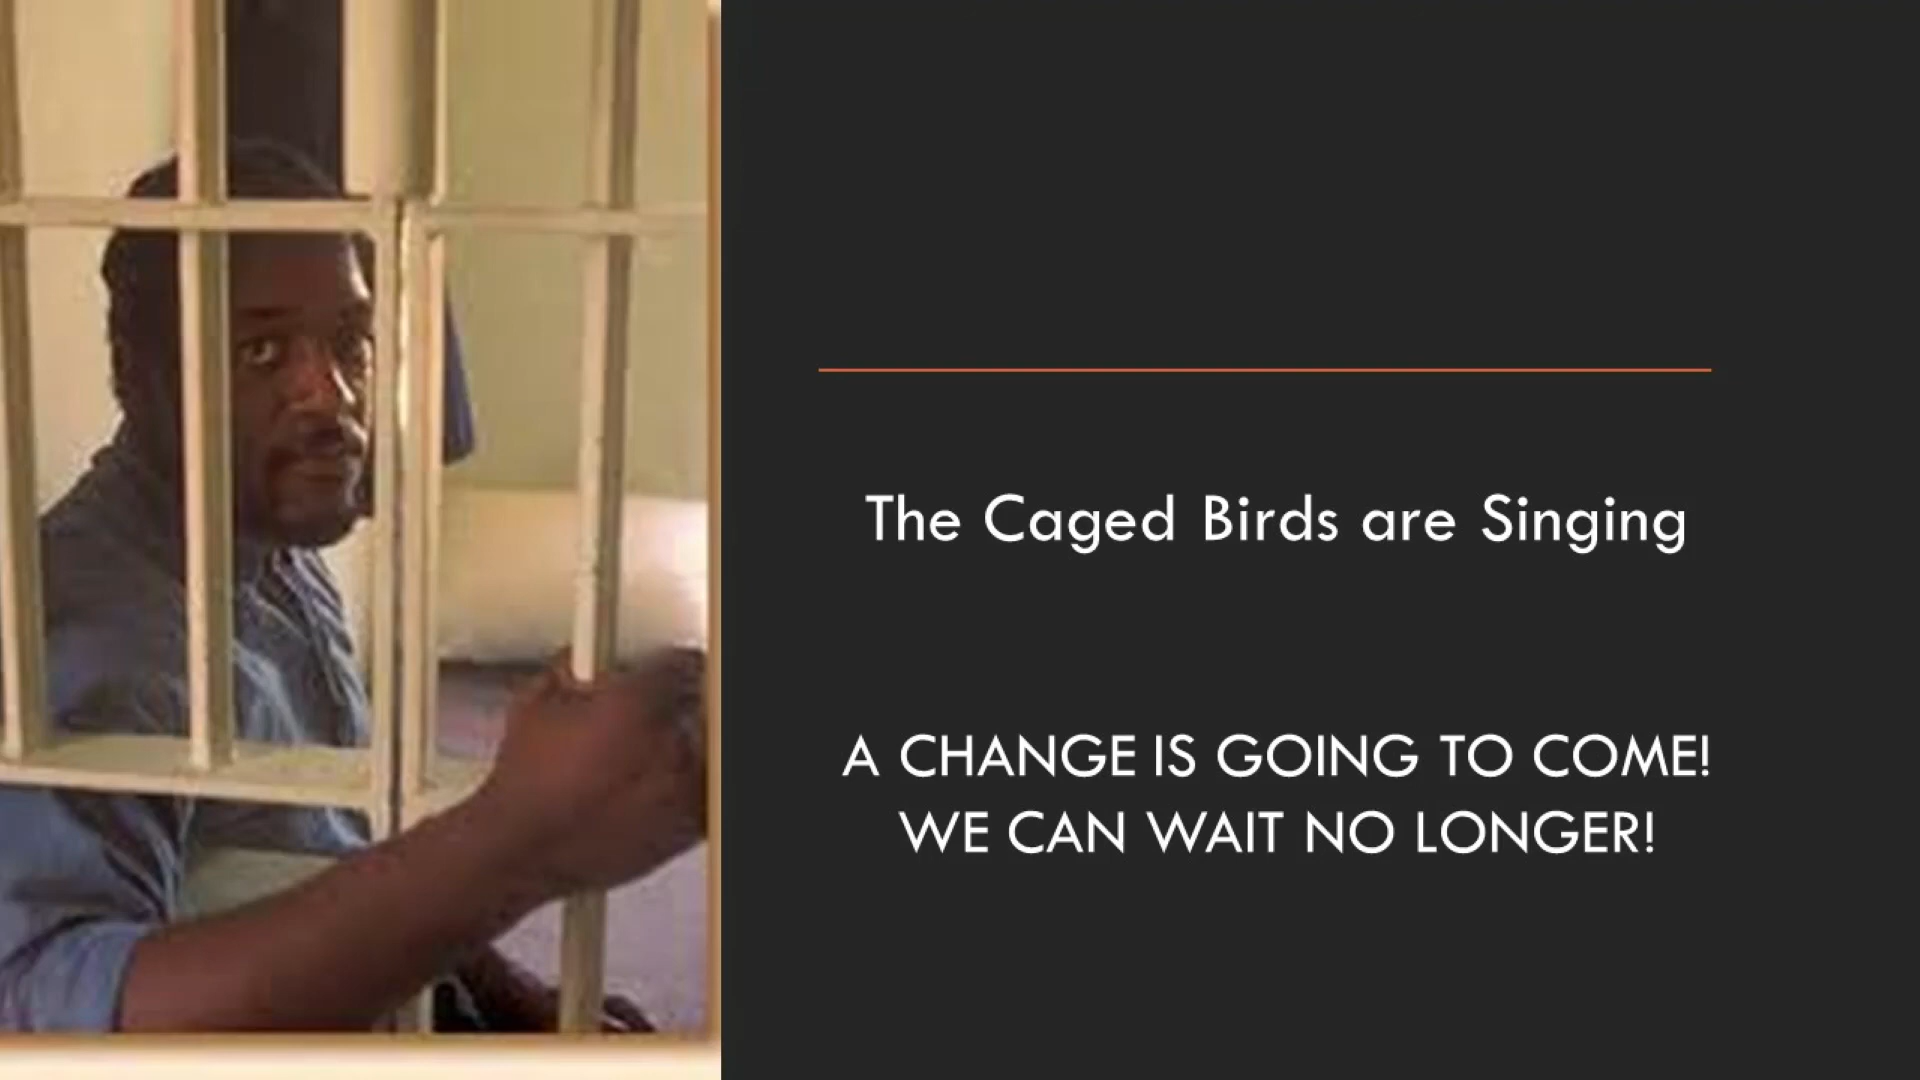 The Caged Birds are Singing
A CHANGE IS GOING TO COME!
WE CAN WAIT NO LONGER!